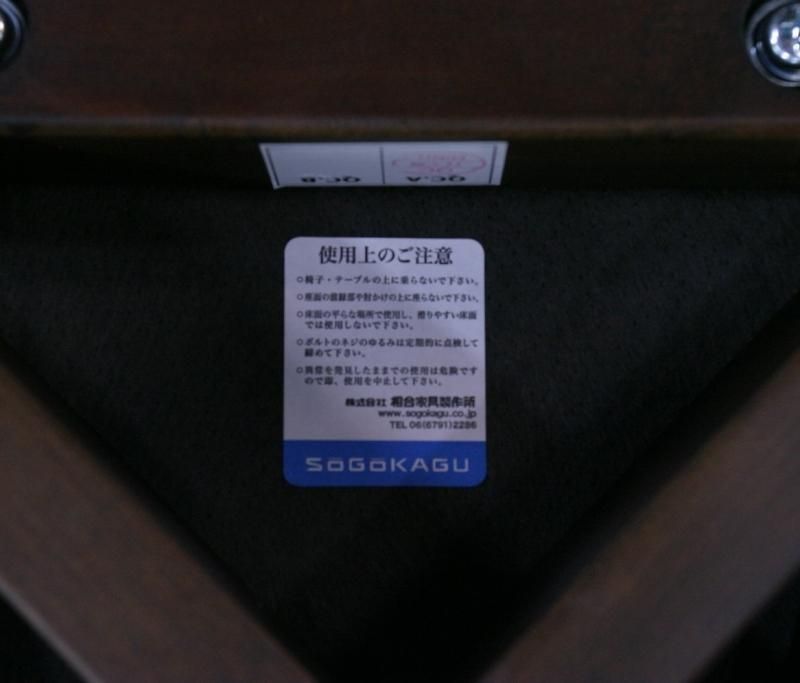 QC.A
QC.B
使用上のご注意
○椅子・テーブルの上に乗らないで下さい。
○座面の前縁部や肘かけの上に座らないで下さい。
○床面の平らな場所で使用し、滑りやすい床面
では使用しないで下さい。
○ボルトのネジのゆるみは定期的に点検して
締めて下さい。
○異常を発見したままでの使用は危険です
ので即、使用を中止して下さい。
株式会社 相合家具製作所
www.sogokagu.co.jp
TEL 06(6791)2286
SōGōKAGU